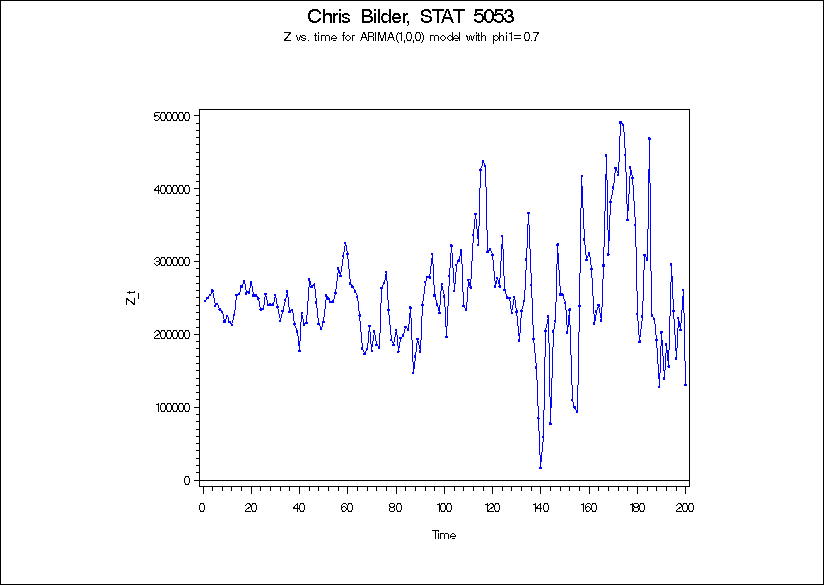 Chris Bilder, STAT 5053
Z vs. time for ARIMA(1,0,0) model with phi1=0.7
500000
400000
300000
200000
100000
0
Z_t
0 20 40 60 80 100 120 140 160 180 200
Time